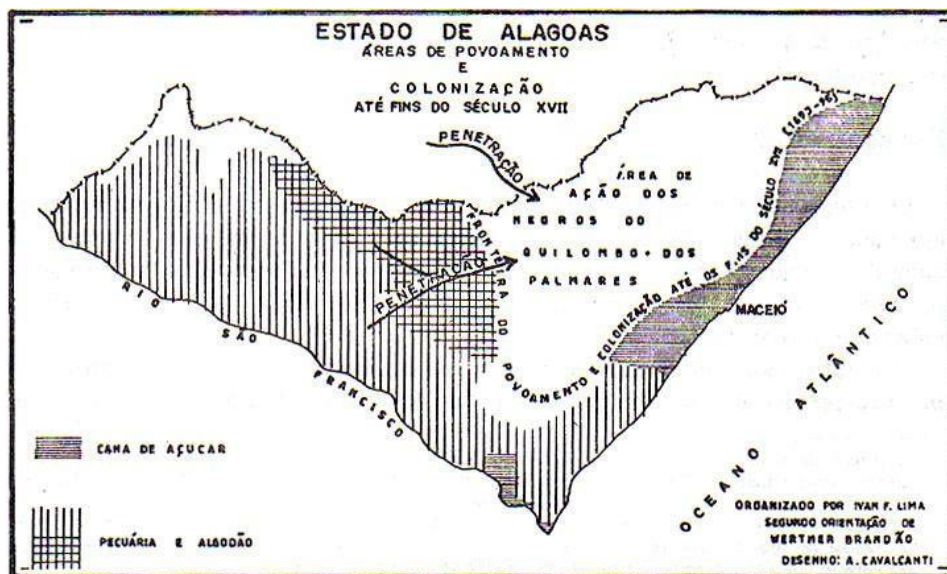 ESTADO DE ALAGOAS
ÁREAS DE POVOAMENTO
E
COLONIZAÇÃO
ATÉ FINS DO SÉCULO XVII
PENETRAÇÃO
ÁREA DE
AÇÃO DOS
NEGROS DO
QUILOMBO DOS
PALMARES
PENETRAÇÃO
FRONTEIRA DO POVOAMENTO E COLONIZAÇÃO ATÉ OS FINS DO SÉCULO XVII (1695-96)
MACEIÓ
RIO SÃO FRANCISCO
OCEANO ATLÂNTICO
CANA DE AÇUCAR
PECUÁRIA E ALGODÃO
ORGANIZADO POR IVAN F. LIMA
SEGUNDO ORIENTAÇÃO DE
WERTHER BRANDÃO
DESENHO: A. CAVALCANTI